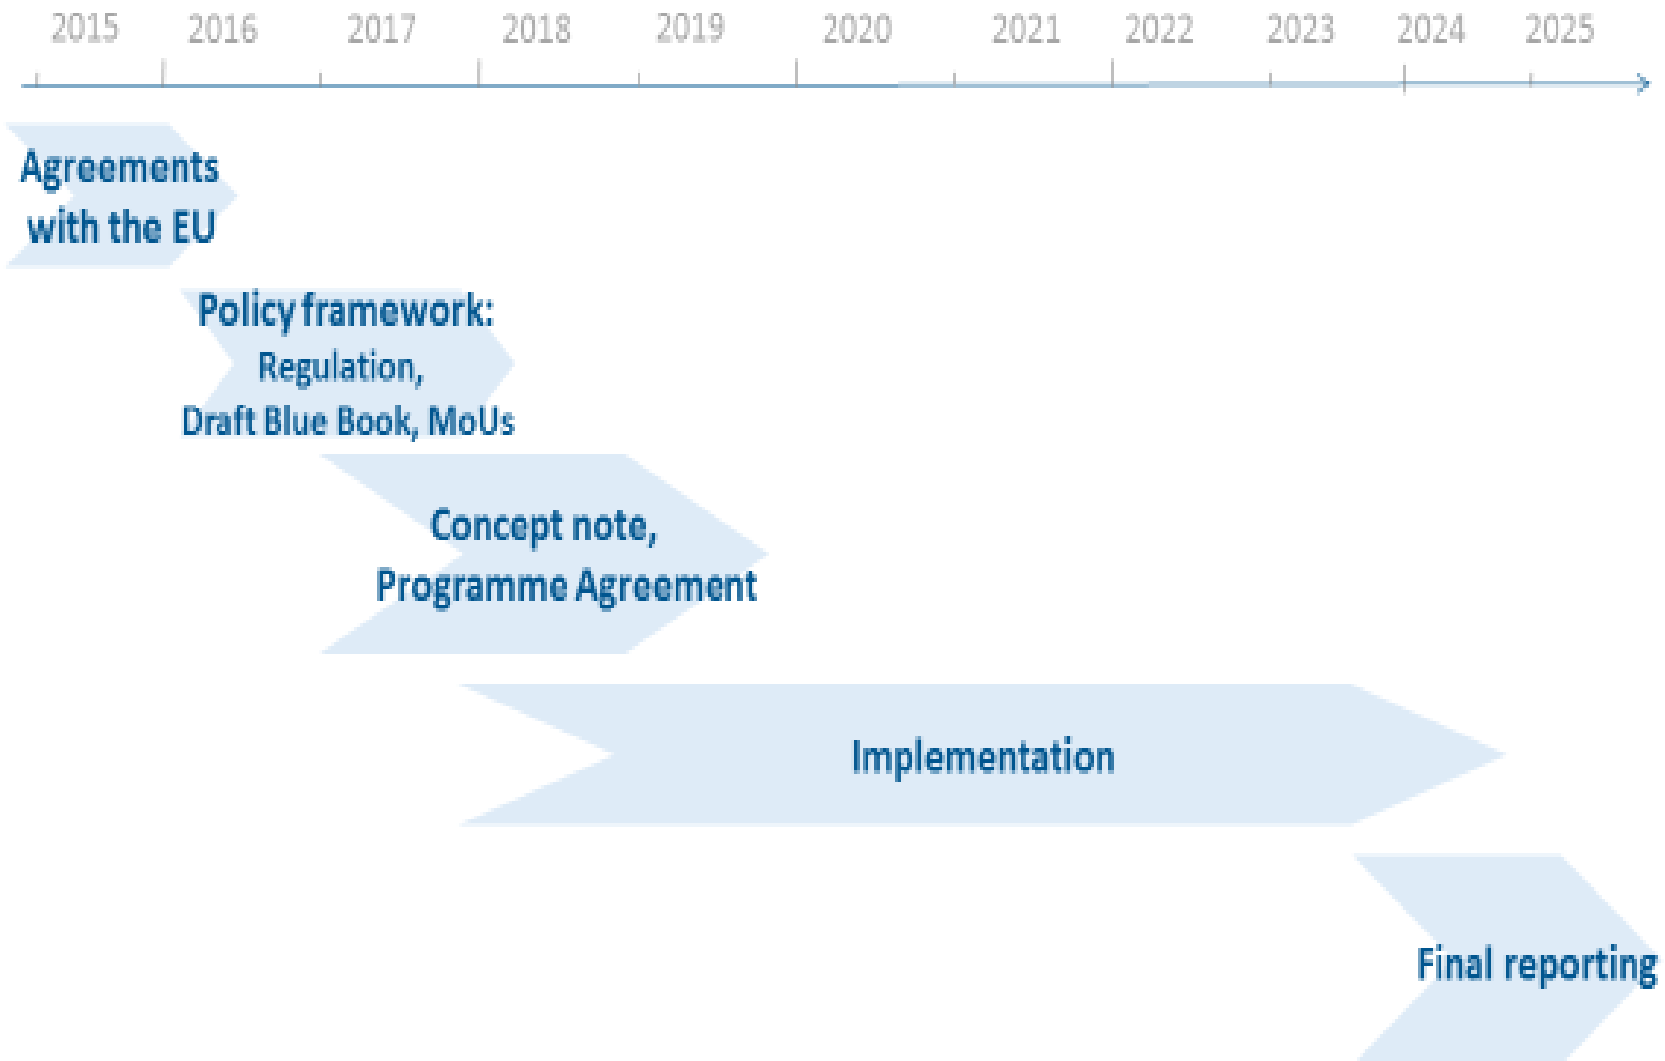 2015 2016 2017 2018 2019 2020 2021 2022 2023 2024 2025
Agreements
with the EU
Policy framework:
Regulation,
Draft Blue Book, MoUs
Concept note,
Programme Agreement
Implementation
Final reporting